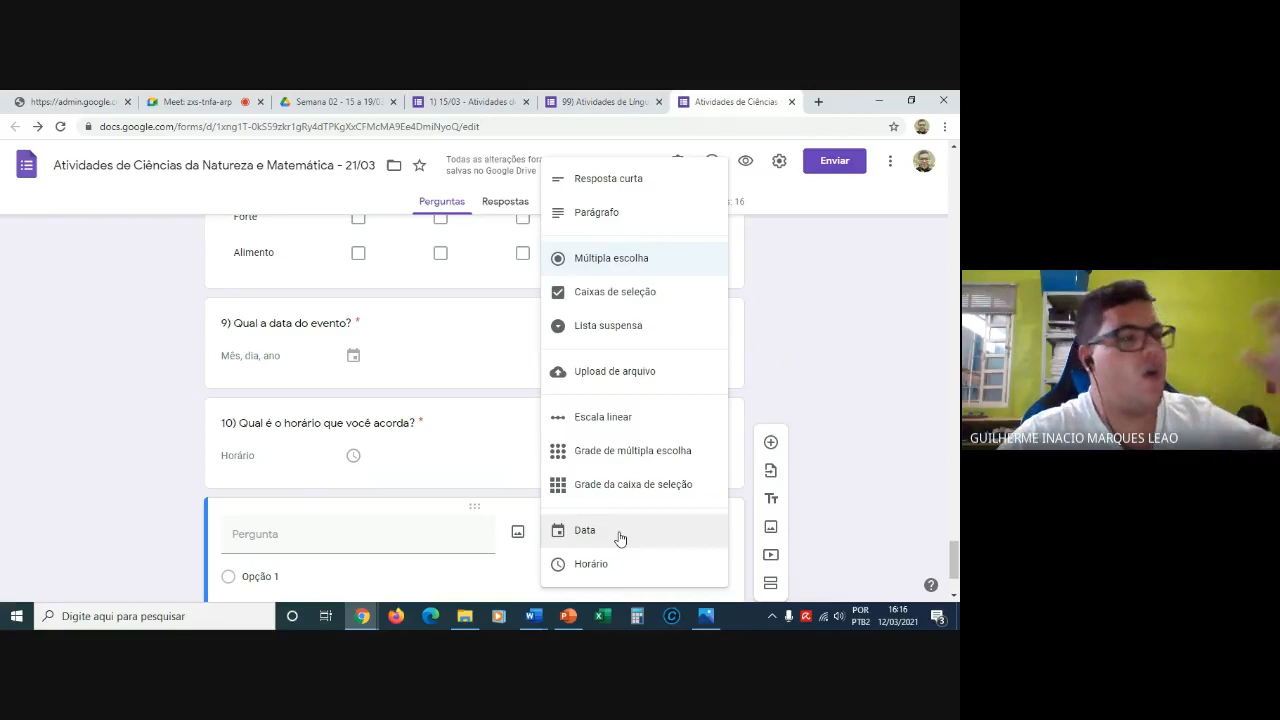 https://admin.google.c
Meet: zxs-tnfa-arp
Semana 02 - 15 a 19/0
1) 15/03 - Atividades de
99) Atividades de Língu
Atividades de Ciências
docs.google.com/forms/d/1xng1T-0kS59zkr1gRy4dTPKgXxCFMcMA9Ee4DmiNyoQ/edit
Atividades de Ciências da Natureza e Matemática - 21/03
Todas as alterações fora
salvas no Google Drive
Enviar
Perguntas
Respostas
s: 16
Resposta curta
Parágrafo
Múltipla escolha
Caixas de seleção
Lista suspensa
Upload de arquivo
Escala linear
Grade de múltipla escolha
Grade da caixa de seleção
Data
Horário
Forte
Alimento
9) Qual a data do evento? *
Mês, dia, ano
10) Qual é o horário que você acorda? *
Horário
Pergunta
Opção 1
Tт
GUILHERME INACIO MARQUES LEAO
Digite aqui para pesquisar
POR
PTB2
16:16
12/03/2021
3